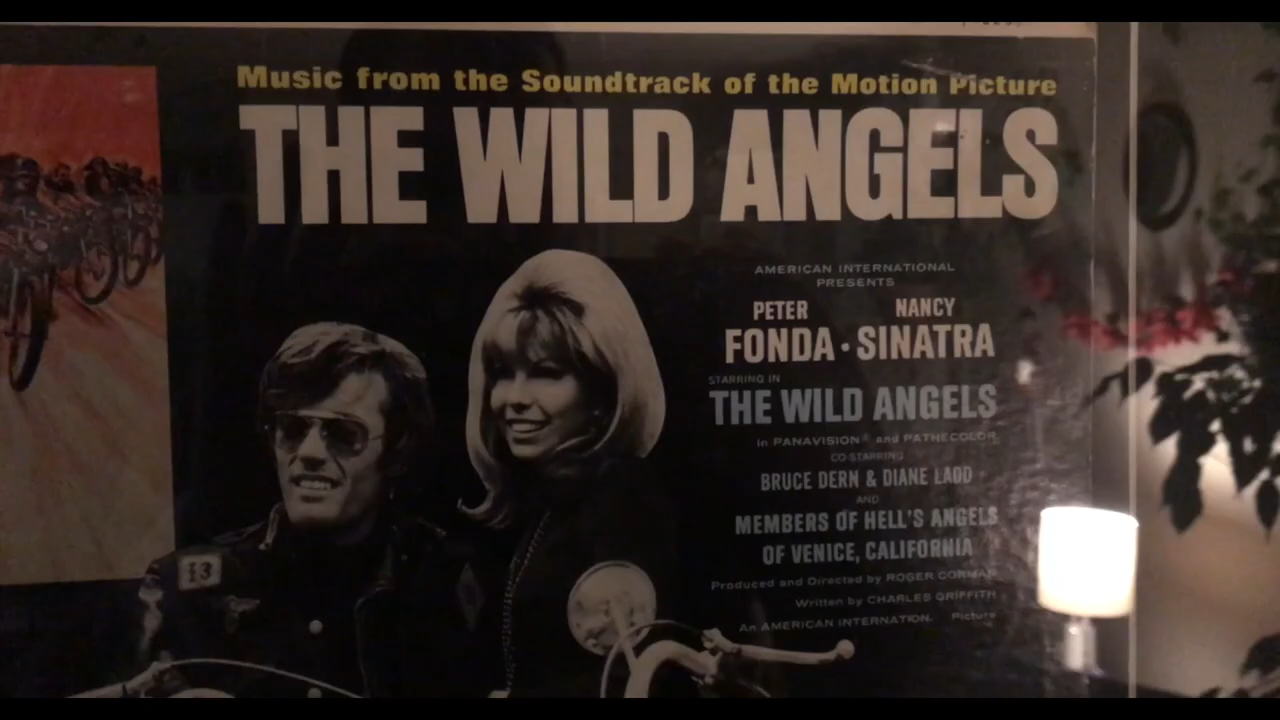 Music from the Soundtrack of the Motion Picture
THE WILD ANGELS
AMERICAN INTERNATIONAL
PRESENTS
PETER NANCY
FONDA · SINATRA
STARRING IN
THE WILD ANGELS
in PANAVISION® and PATHECOLOR
CO-STARRING
BRUCE DERN & DIANE LADD
AND
MEMBERS OF HELL'S ANGELS
OF VENICE, CALIFORNIA
Produced and Directed by ROGER CORMAN
Written by CHARLES GRIFFITH
An AMERICAN INTERNATION Picture
13